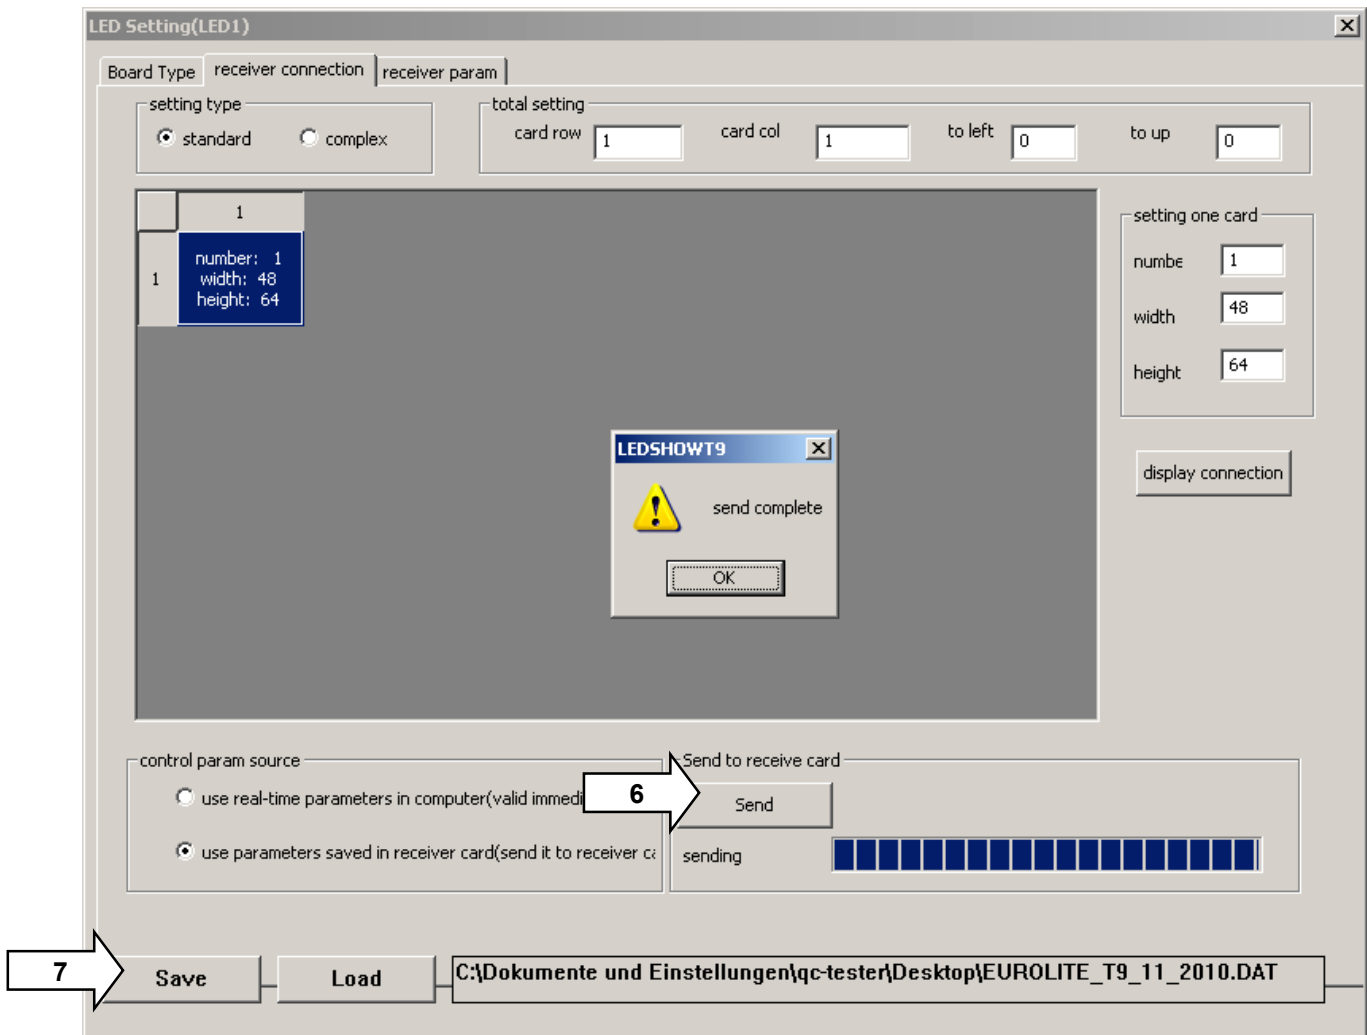 LED Setting(LED1)
Board Type receiver connection receiver param
setting type
standard complex
total setting
card row 1 card col 1 to left 0 to up 0
1
1
number: 1
width: 48
height: 64
setting one card
numbe 1
width 48
height 64
display connection
LEDSHOWT9
send complete
OK
control param source
use real-time parameters in computer(valid immedi
use parameters saved in receiver card(send it to receiver ca
Send to receive card
6
Send
sending
7
Save Load C:\Dokumente und Einstellungen\qc-tester\Desktop\EUROLITE_T9_11_2010.DAT